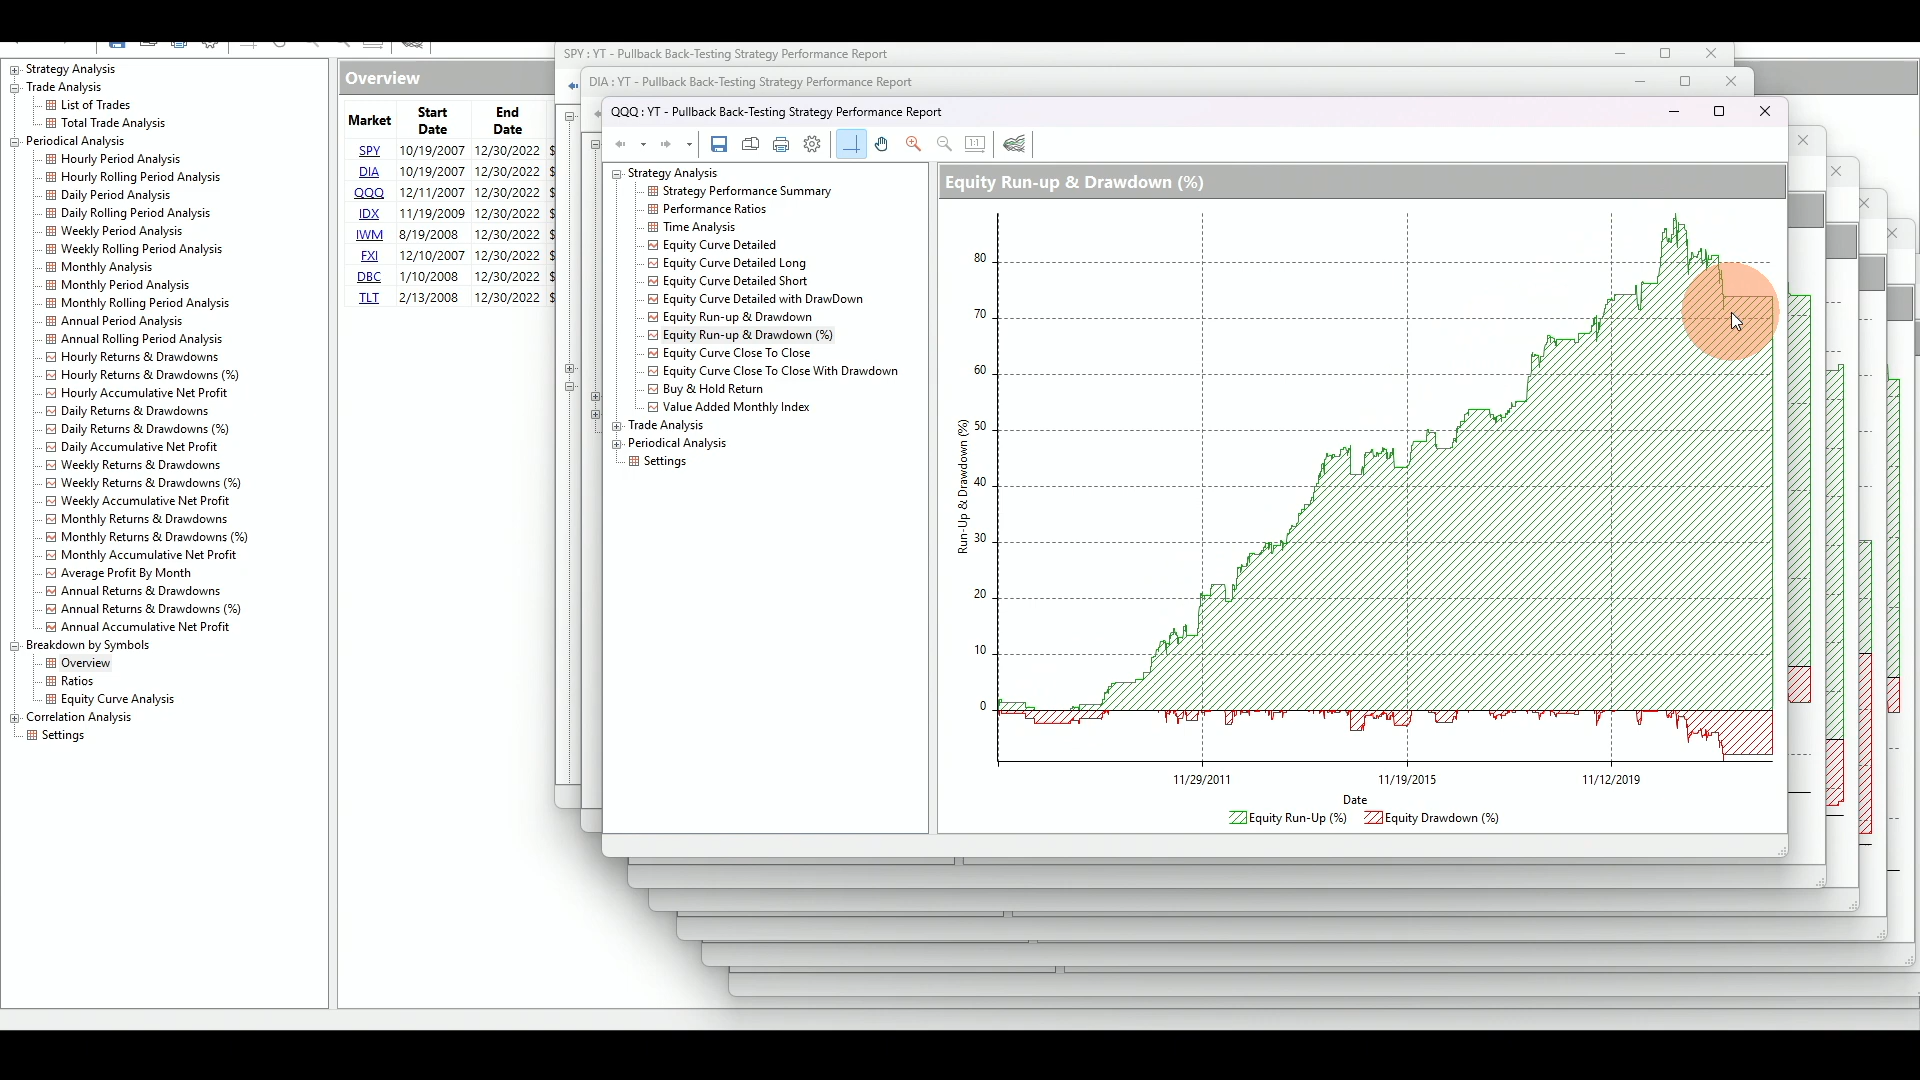 Strategy Analysis
Trade Analysis
List of Trades
Total Trade Analysis
Periodical Analysis
Hourly Period Analysis
Hourly Rolling Period Analysis
Daily Period Analysis
Daily Rolling Period Analysis
Weekly Period Analysis
Weekly Rolling Period Analysis
Monthly Analysis
Monthly Period Analysis
Monthly Rolling Period Analysis
Annual Period Analysis
Annual Rolling Period Analysis
Hourly Returns & Drawdowns
Hourly Returns & Drawdowns (%)
Hourly Accumulative Net Profit
Daily Returns & Drawdowns
Daily Returns & Drawdowns (%)
Daily Accumulative Net Profit
Weekly Returns & Drawdowns
Weekly Returns & Drawdowns (%)
Weekly Accumulative Net Profit
Monthly Returns & Drawdowns
Monthly Returns & Drawdowns (%)
Monthly Accumulative Net Profit
Average Profit By Month
Annual Returns & Drawdowns
Annual Returns & Drawdowns (%)
Annual Accumulative Net Profit
Breakdown by Symbols
Overview
Ratios
Equity Curve Analysis
Correlation Analysis
Settings
Overview
Market Start Date End Date
SPY 10/19/2007 12/30/2022 $
DIA 10/19/2007 12/30/2022 $
QQQ 12/11/2007 12/30/2022 $
IDX 11/19/2009 12/30/2022 $
IWM 8/19/2008 12/30/2022 $
FXI 12/10/2007 12/30/2022 $
DBC 1/10/2008 12/30/2022 $
TLT 2/13/2008 12/30/2022 $
SPY : YT - Pullback Back-Testing Strategy Performance Report
DIA : YT - Pullback Back-Testing Strategy Performance Report
QQQ : YT - Pullback Back-Testing Strategy Performance Report
1:1
Strategy Analysis
Strategy Performance Summary
Performance Ratios
Time Analysis
Equity Curve Detailed
Equity Curve Detailed Long
Equity Curve Detailed Short
Equity Curve Detailed with DrawDown
Equity Run-up & Drawdown
Equity Run-up & Drawdown (%)
Equity Curve Close To Close
Equity Curve Close To Close With Drawdown
Buy & Hold Return
Value Added Monthly Index
Trade Analysis
Periodical Analysis
Settings
Equity Run-up & Drawdown (%)
80
70
60
50
40
30
20
10
0
Run-Up & Drawdown (%)
11/29/2011
11/19/2015
11/12/2019
Date
Equity Run-Up (%)
Equity Drawdown (%)